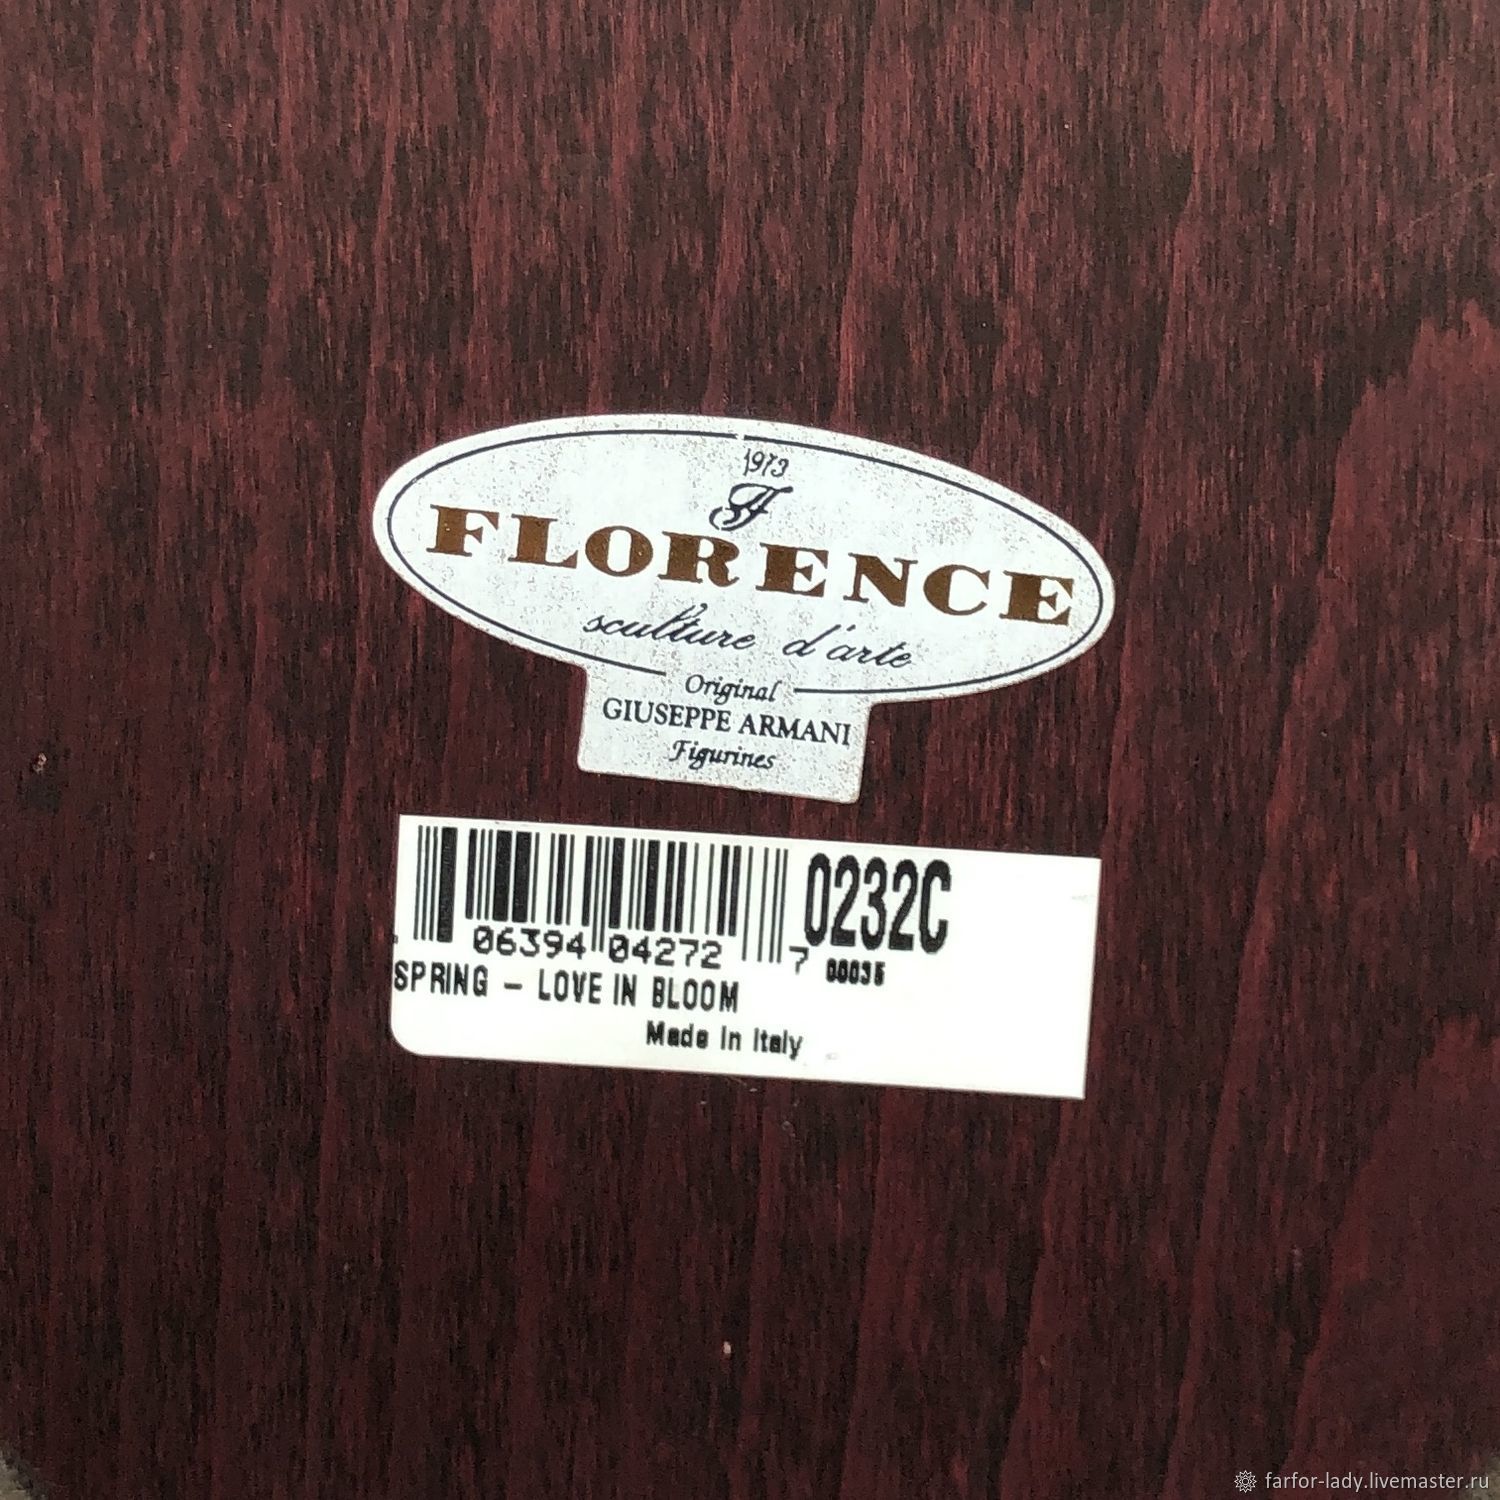 1973
FLORENCE
sculture d'arte
Original
GIUSEPPE ARMANI
Figurines
0232C
06394 04272 7 00035
SPRING – LOVE IN BLOOM
Made In Italy
farfor-lady.livemaster.ru